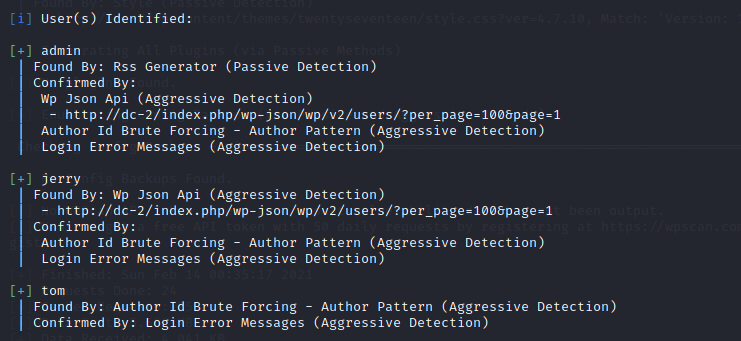 [i] User(s) Identified:
[+] admin
| Found By: Rss Generator (Passive Detection)
| Confirmed By:
|  Wp Json Api (Aggressive Detection)
|   - http://dc-2/index.php/wp-json/wp/v2/users/?per_page=100&page=1
|  Author Id Brute Forcing - Author Pattern (Aggressive Detection)
|  Login Error Messages (Aggressive Detection)
[+] jerry
| Found By: Wp Json Api (Aggressive Detection)
|  - http://dc-2/index.php/wp-json/wp/v2/users/?per_page=100&page=1
| Confirmed By:
|  Author Id Brute Forcing - Author Pattern (Aggressive Detection)
|  Login Error Messages (Aggressive Detection)
[+] tom
| Found By: Author Id Brute Forcing - Author Pattern (Aggressive Detection)
| Confirmed By: Login Error Messages (Aggressive Detection)